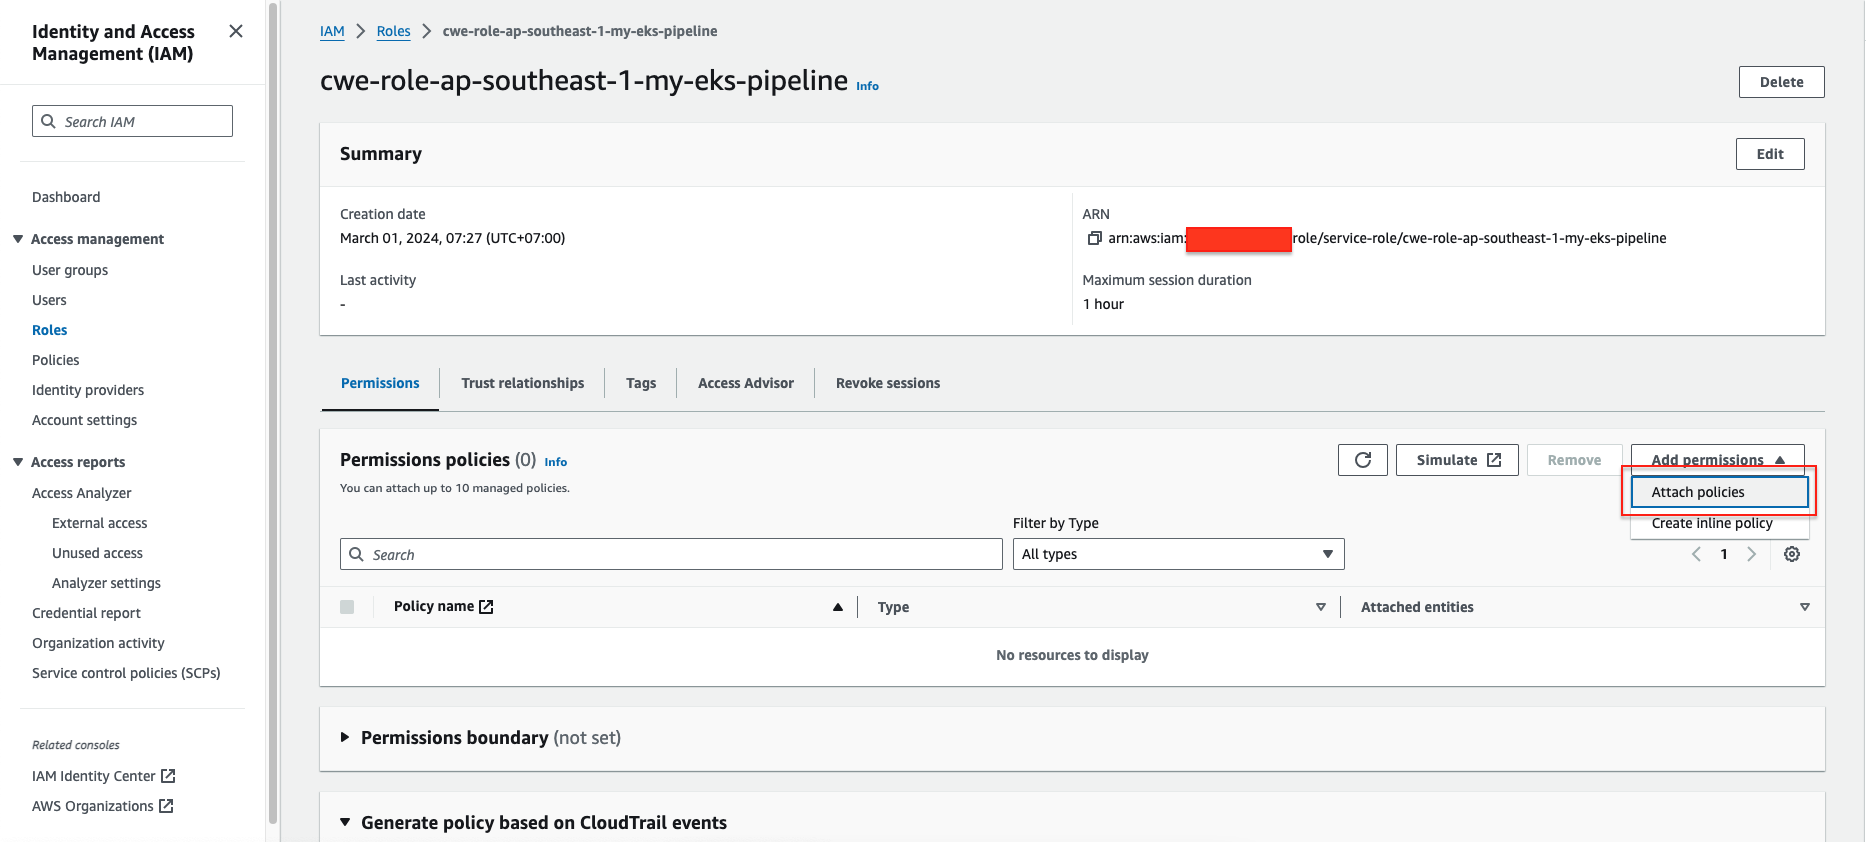 Identity and Access
Management (IAM)
Search IAM
Dashboard
Access management
User groups
Users
Roles
Policies
Identity providers
Account settings
Access reports
Access Analyzer
External access
Unused access
Analyzer settings
Credential report
Organization activity
Service control policies (SCPs)
Related consoles
IAM Identity Center
AWS Organizations
IAM Roles cwe-role-ap-southeast-1-my-eks-pipeline
cwe-role-ap-southeast-1-my-eks-pipeline Info
Delete
Summary
Edit
Creation date
March 01, 2024, 07:27 (UTC+07:00)
ARN
arn:aws:iam: role/service-role/cwe-role-ap-southeast-1-my-eks-pipeline
Last activity
-
Maximum session duration
1 hour
Permissions Trust relationships Tags Access Advisor Revoke sessions
Permissions policies (0) Info
You can attach up to 10 managed policies.
Simulate Remove Add permissions
Attach policies
Create inline policy
Filter by Type
Search
All types
1
Policy name Type Attached entities
No resources to display
Permissions boundary (not set)
Generate policy based on CloudTrail events